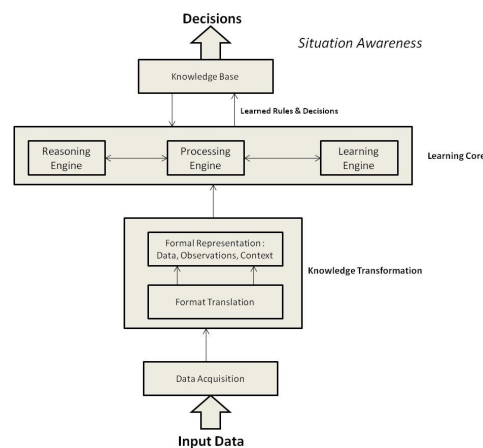 Decisions
Situation Awareness
Knowledge Base
Learned Rules & Decisions
Reasoning
Engine
Processing
Engine
Learning
Engine
Learning Core
Formal Representation :
Data, Observations, Context
Knowledge Transformation
Format Translation
Data Acquisition
Input Data